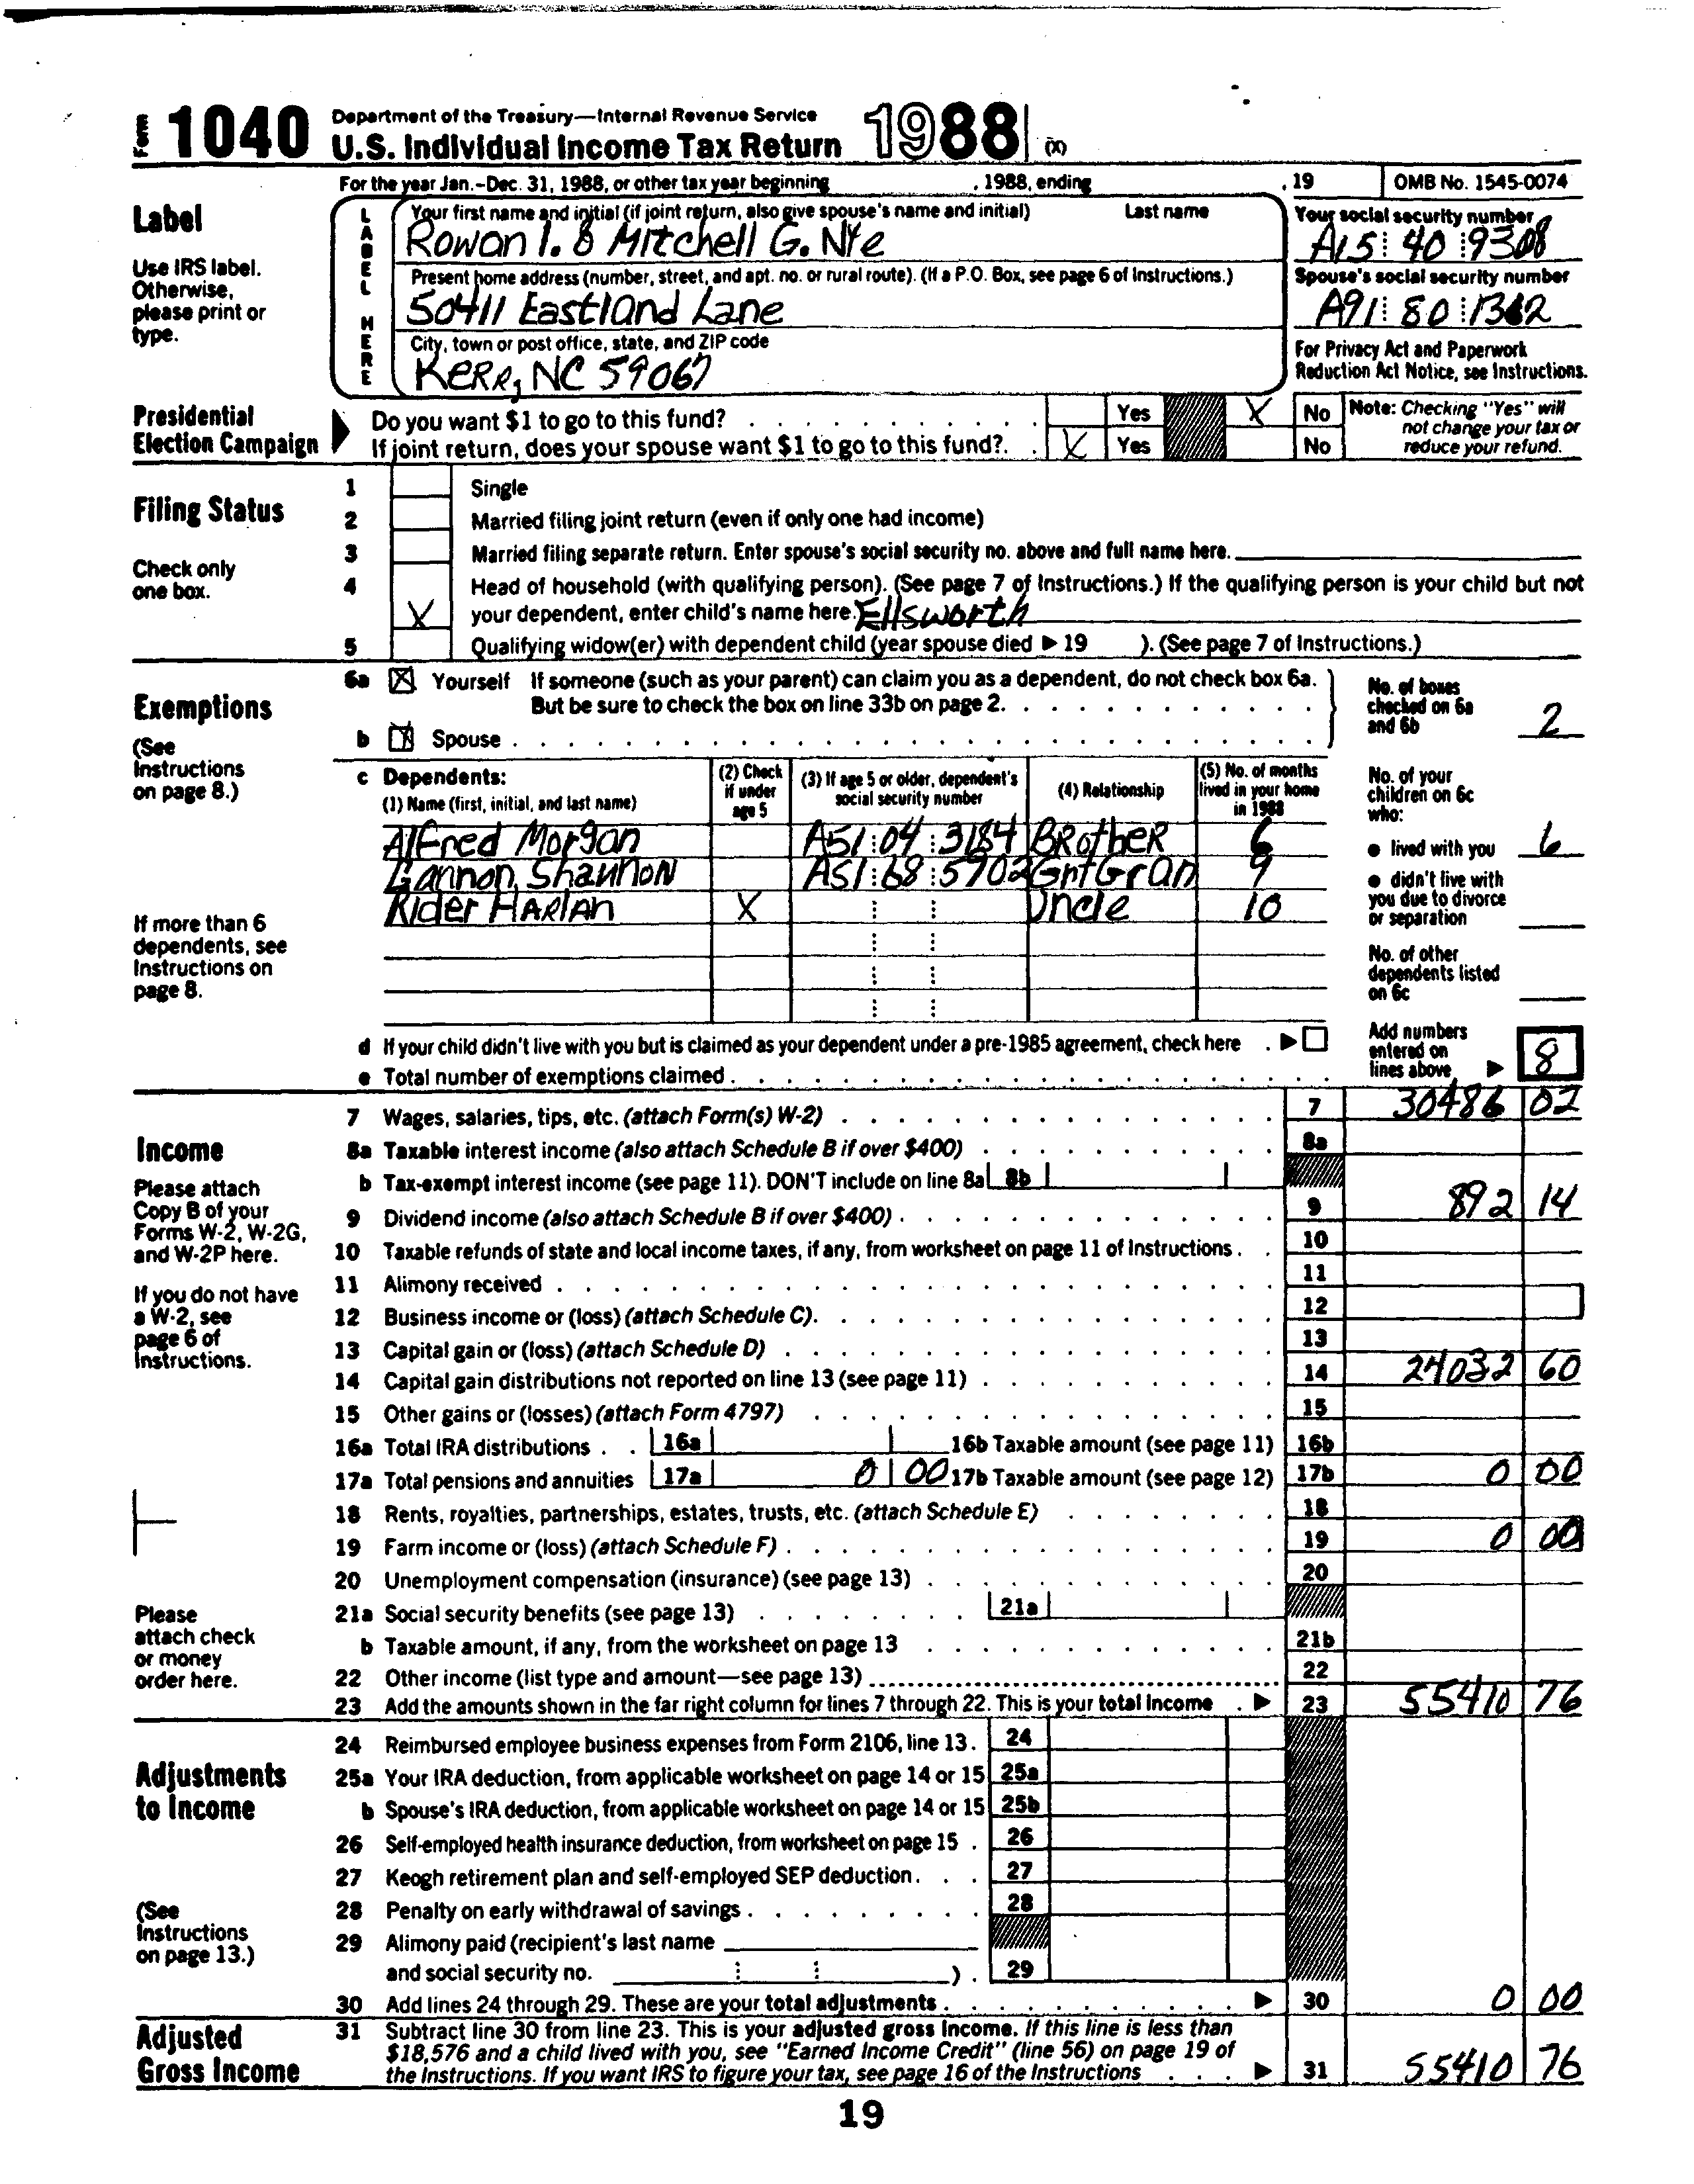 Form 1040 Department of the Treasury—Internal Revenue Service
U.S. Individual Income Tax Return 1988 (X)
For the year Jan.-Dec. 31, 1988, or other tax year beginning , 1988, ending , 19 OMB No. 1545-0074
Label
Use IRS label. Otherwise, please print or type.
LABEL HERE
Your first name and initial (if joint return, also give spouse's name and initial) Last name
Rowan I. & Mitchell G. Nye
Your social security number
A15 40 9308
Present home address (number, street, and apt. no. or rural route). (If a P.O. Box, see page 6 of Instructions.)
50411 Eastland Lane
Spouse's social security number
A91 80 1362
City, town or post office, state, and ZIP code
Kerr, NC 59067
For Privacy Act and Paperwork Reduction Act Notice, see Instructions.
Presidential Election Campaign
Do you want $1 to go to this fund? Yes X No
If joint return, does your spouse want $1 to go to this fund? X Yes No
Note: Checking "Yes" will not change your tax or reduce your refund.
Filing Status
Check only one box.
1 Single
2 Married filing joint return (even if only one had income)
3 Married filing separate return. Enter spouse's social security no. above and full name here.
4 Head of household (with qualifying person). (See page 7 of Instructions.) If the qualifying person is your child but not
X your dependent, enter child's name here. Ellsworth
5 Qualifying widow(er) with dependent child (year spouse died ▶ 19 ). (See page 7 of Instructions.)
Exemptions
(See Instructions on page 8.)
6a X Yourself If someone (such as your parent) can claim you as a dependent, do not check box 6a.
But be sure to check the box on line 33b on page 2.
b X Spouse
No. of boxes checked on 6a and 6b 2
c Dependents:
(1) Name (first, initial, and last name) (2) Check if under age 5 (3) If age 5 or older, dependent's social security number (4) Relationship (5) No. of months lived in your home in 1988
Alfred Morgan A51 04 3184 Brother 6
Gannon Shannon A51 68 5902 GntGran 9
Rider Harlan X Uncle 10
No. of your children on 6c who:
● lived with you 6
● didn't live with you due to divorce or separation
No. of other dependents listed on 6c
If more than 6 dependents, see Instructions on page 8.
d If your child didn't live with you but is claimed as your dependent under a pre-1985 agreement, check here ▶
e Total number of exemptions claimed
Add numbers entered on lines above ▶ 8
Income
Please attach Copy B of your Forms W-2, W-2G, and W-2P here.
If you do not have a W-2, see page 6 of Instructions.
Please attach check or money order here.
7 Wages, salaries, tips, etc. (attach Form(s) W-2) 7 30486 02
8a Taxable interest income (also attach Schedule B if over $400) 8a
b Tax-exempt interest income (see page 11). DON'T include on line 8a 8b
9 Dividend income (also attach Schedule B if over $400) 9 892 14
10 Taxable refunds of state and local income taxes, if any, from worksheet on page 11 of Instructions 10
11 Alimony received 11
12 Business income or (loss) (attach Schedule C) 12
13 Capital gain or (loss) (attach Schedule D) 13
14 Capital gain distributions not reported on line 13 (see page 11) 14 24032 60
15 Other gains or (losses) (attach Form 4797) 15
16a Total IRA distributions 16a 16b Taxable amount (see page 11) 16b
17a Total pensions and annuities 17a 0 00 17b Taxable amount (see page 12) 17b 0 00
18 Rents, royalties, partnerships, estates, trusts, etc. (attach Schedule E) 18
19 Farm income or (loss) (attach Schedule F) 19 0 00
20 Unemployment compensation (insurance) (see page 13) 20
21a Social security benefits (see page 13) 21a
b Taxable amount, if any, from the worksheet on page 13 21b
22 Other income (list type and amount—see page 13) 22
23 Add the amounts shown in the far right column for lines 7 through 22. This is your total income ▶ 23 55410 76
Adjustments to Income
(See Instructions on page 13.)
24 Reimbursed employee business expenses from Form 2106, line 13 24
25a Your IRA deduction, from applicable worksheet on page 14 or 15 25a
b Spouse's IRA deduction, from applicable worksheet on page 14 or 15 25b
26 Self-employed health insurance deduction, from worksheet on page 15 26
27 Keogh retirement plan and self-employed SEP deduction 27
28 Penalty on early withdrawal of savings 28
29 Alimony paid (recipient's last name
and social security no. ) 29
30 Add lines 24 through 29. These are your total adjustments ▶ 30 0 00
Adjusted Gross Income
31 Subtract line 30 from line 23. This is your adjusted gross income. If this line is less than
$18,576 and a child lived with you, see "Earned Income Credit" (line 56) on page 19 of
the Instructions. If you want IRS to figure your tax, see page 16 of the Instructions ▶ 31 55410 76
19